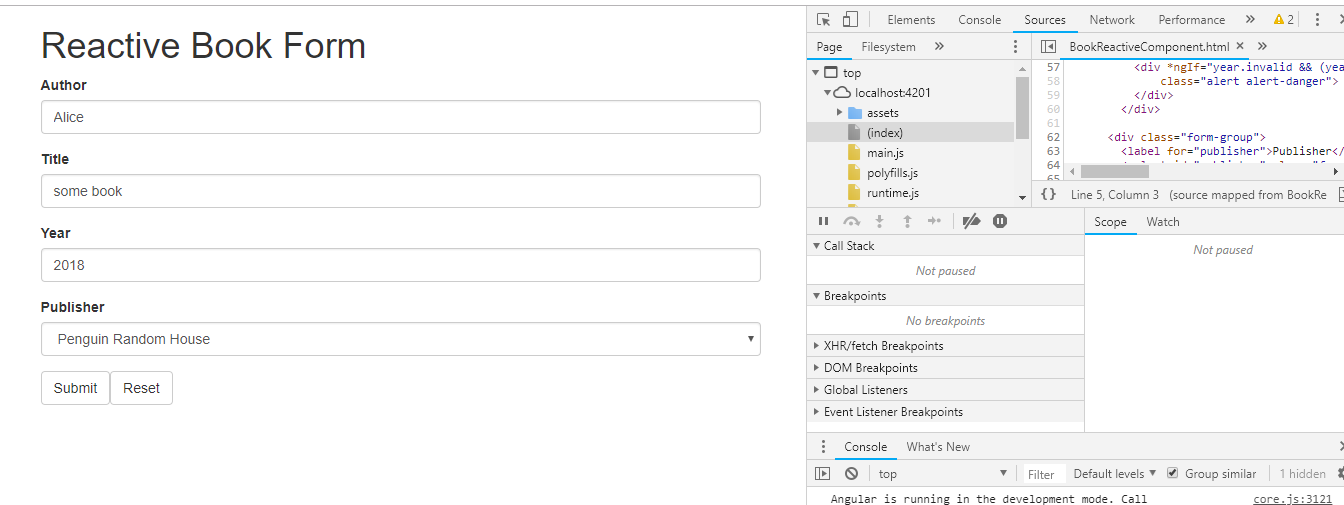 Reactive Book Form
Author
Alice
Title
some book
Year
2018
Publisher
Penguin Random House
Submit Reset
Elements Console Sources Network Performance » 2
Page Filesystem »
top
localhost:4201
assets
(index)
main.js
polyfills.js
runtime.js
BookReactiveComponent.html × »
57 <div *ngIf="year.invalid && (yea
58 class="alert alert-danger">
59 </div>
60 </div>
61
62 <div class="form-group">
63 <label for="publisher">Publisher</
64
65
{} Line 5, Column 3 (source mapped from BookRe
Call Stack
Not paused
Breakpoints
No breakpoints
XHR/fetch Breakpoints
DOM Breakpoints
Global Listeners
Event Listener Breakpoints
Scope Watch
Not paused
Console What's New
top Filter Default levels Group similar 1 hidden
Angular is running in the development mode. Call core.js:3121